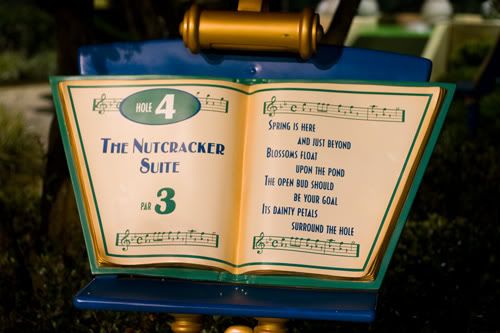 HOLE 4
THE NUTCRACKER
SUITE
PAR 3
SPRING IS HERE
AND JUST BEYOND
BLOSSOMS FLOAT
UPON THE POND
THE OPEN BUD SHOULD
BE YOUR GOAL
ITS DAINTY PETALS
SURROUND THE HOLE